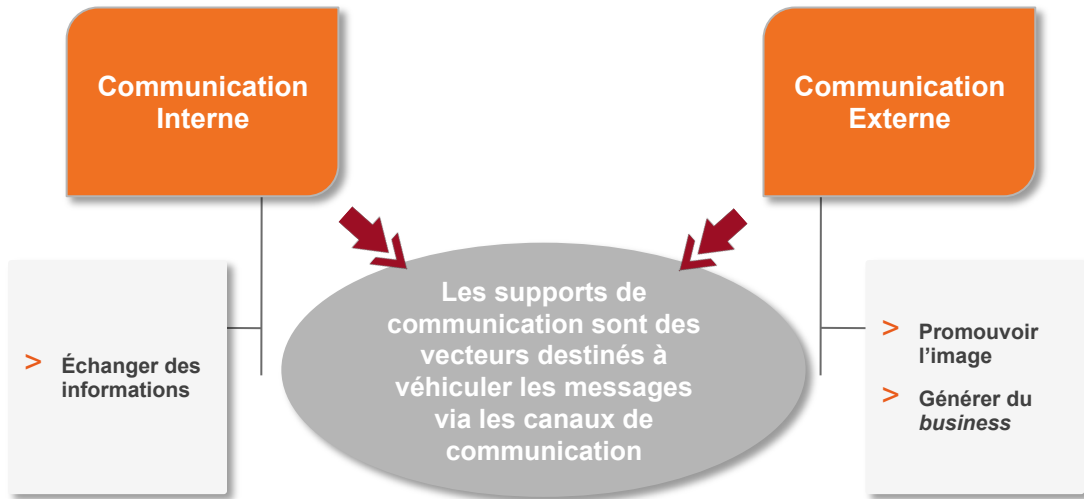 Communication
Interne
Communication
Externe
Les supports de
communication sont des
vecteurs destinés à
véhiculer les messages
via les canaux de
communication
> Échanger des
informations
> Promouvoir
l’image
> Générer du
business